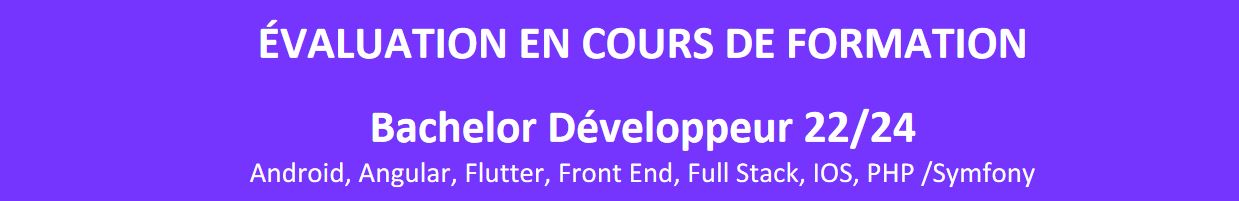 ÉVALUATION EN COURS DE FORMATION
Bachelor Développeur 22/24
Android, Angular, Flutter, Front End, Full Stack, IOS, PHP /Symfony